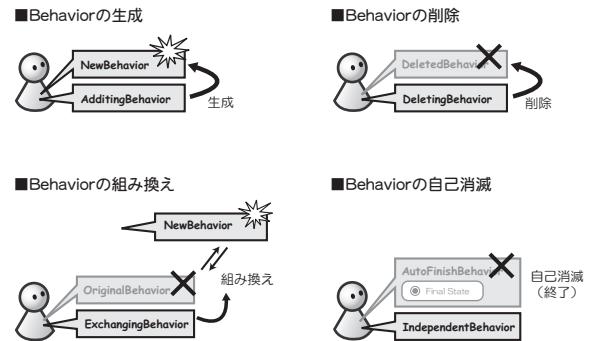 ■Behaviorの生成
NewBehavior
AdditingBehavior
生成
■Behaviorの削除
DeletedBehavior
DeletingBehavior
削除
■Behaviorの組み換え
NewBehavior
組み換え
OriginalBehavior
ExchangingBehavior
■Behaviorの自己消滅
AutoFinishBehavior
Final State
自己消滅
（終了）
IndependentBehavior